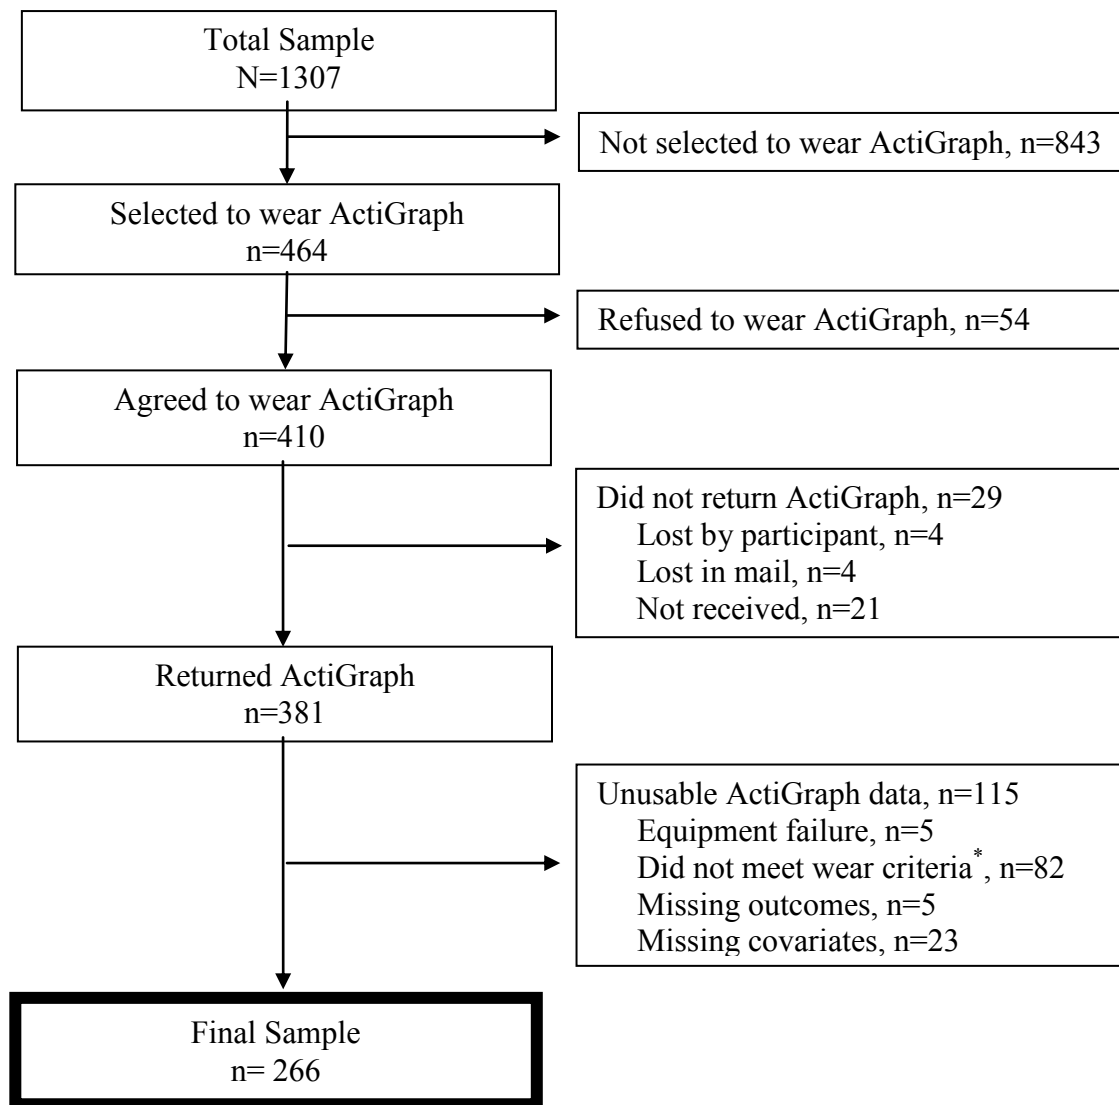 Total Sample
N=1307
Not selected to wear ActiGraph, n=843
Selected to wear ActiGraph
n=464
Refused to wear ActiGraph, n=54
Agreed to wear ActiGraph
n=410
Did not return ActiGraph, n=29
Lost by participant, n=4
Lost in mail, n=4
Not received, n=21
Returned ActiGraph
n=381
Unusable ActiGraph data, n=115
Equipment failure, n=5
Did not meet wear criteria*, n=82
Missing outcomes, n=5
Missing covariates, n=23
Final Sample
n= 266